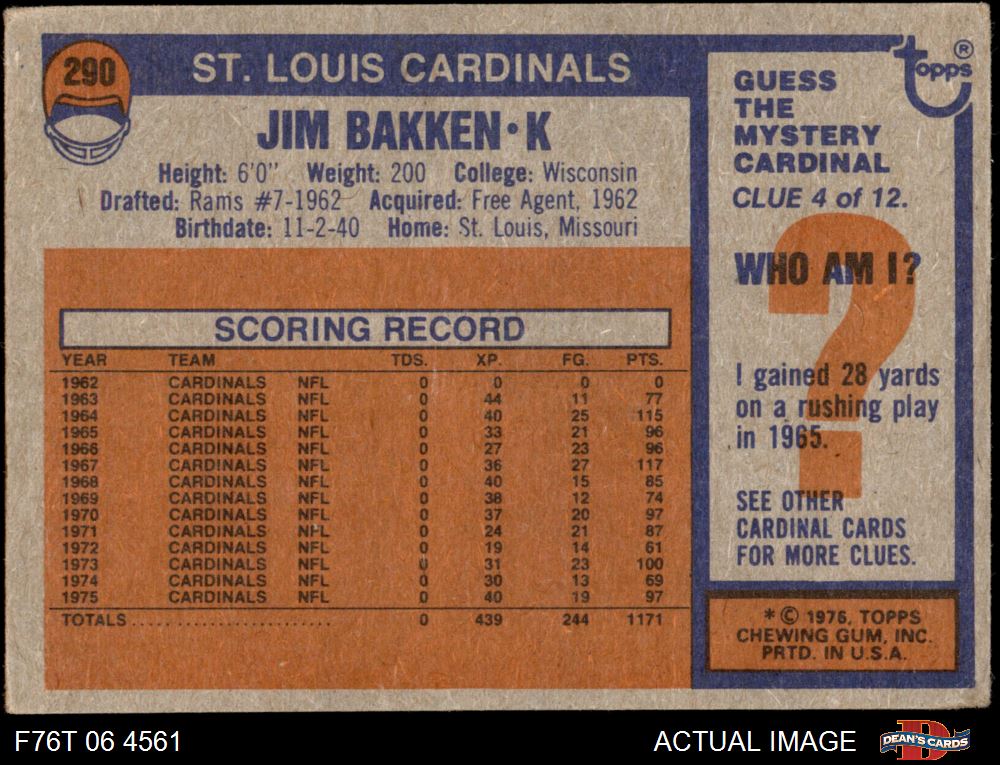 290
ST. LOUIS CARDINALS
JIM BAKKEN • K
Height: 6'0" Weight: 200 College: Wisconsin
Drafted: Rams #7-1962 Acquired: Free Agent, 1962
Birthdate: 11-2-40 Home: St. Louis, Missouri
SCORING RECORD
YEAR TEAM TDS. XP. FG. PTS.
1962 CARDINALS NFL 0 0 0 0
1963 CARDINALS NFL 0 44 11 77
1964 CARDINALS NFL 0 40 25 115
1965 CARDINALS NFL 0 33 21 96
1966 CARDINALS NFL 0 27 23 96
1967 CARDINALS NFL 0 36 27 117
1968 CARDINALS NFL 0 40 15 85
1969 CARDINALS NFL 0 38 12 74
1970 CARDINALS NFL 0 37 20 97
1971 CARDINALS NFL 0 24 21 87
1972 CARDINALS NFL 0 19 14 61
1973 CARDINALS NFL 0 31 23 100
1974 CARDINALS NFL 0 30 13 69
1975 CARDINALS NFL 0 40 19 97
TOTALS........................ 0 439 244 1171
topps ®
GUESS
THE
MYSTERY
CARDINAL
CLUE 4 of 12.
?
WHO AM I?
I gained 28 yards
on a rushing play
in 1965.
SEE OTHER
CARDINAL CARDS
FOR MORE CLUES.
* © 1976, TOPPS
CHEWING GUM, INC.
PRTD. IN U.S.A.
F76T 06 4561
ACTUAL IMAGE
D
DEAN'S CARDS